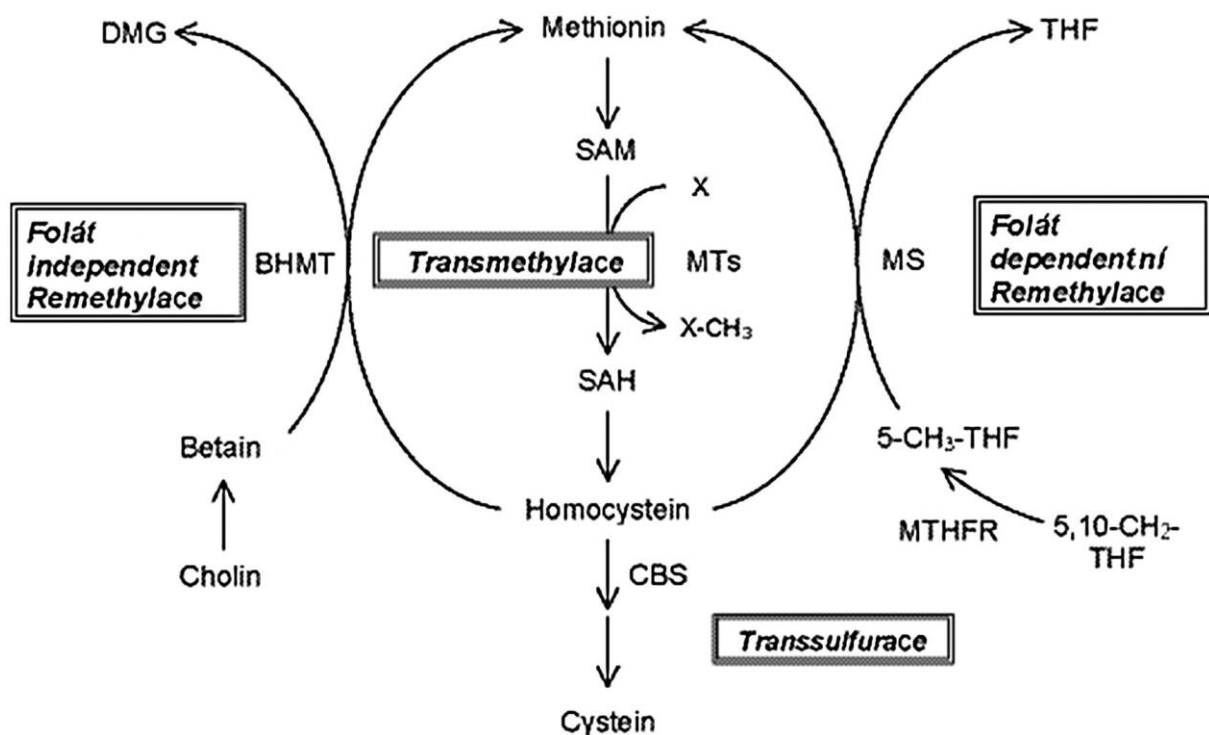 DMG
Methionin
THF
SAM
X
Folát
independent
Remethylace
BHMT
Transmethylace
MTs
MS
Folát
dependentní
Remethylace
X-CH₃
SAH
Betain
5-CH₃-THF
Homocystein
MTHFR
5,10-CH₂-
THF
Cholin
CBS
Transsulfurace
Cystein